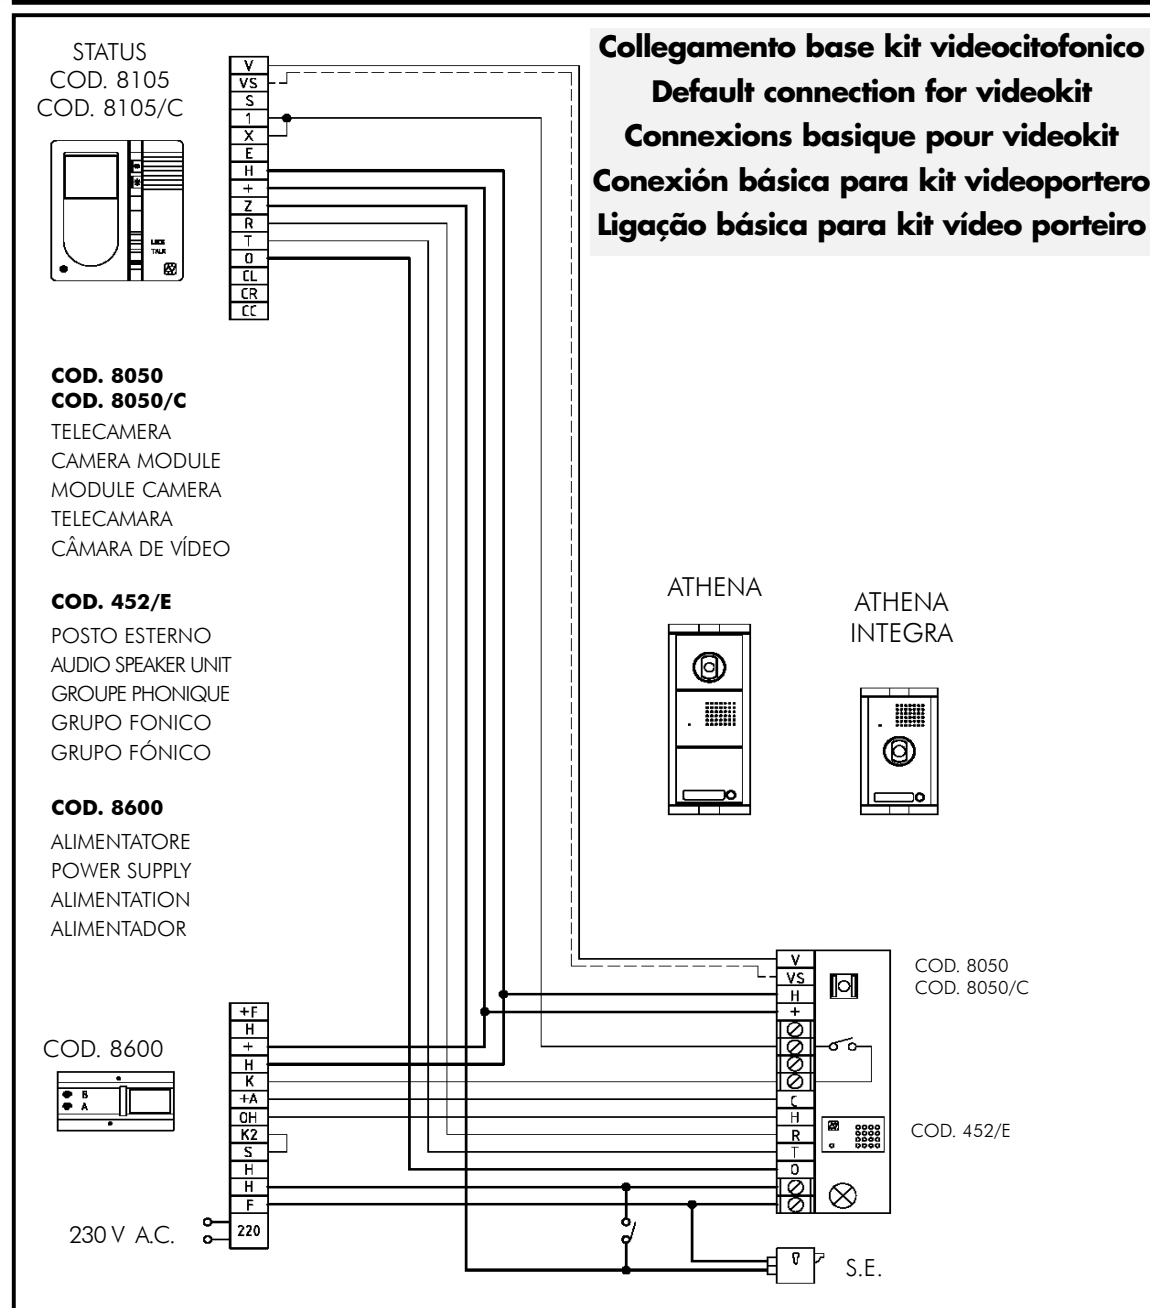 STATUS
COD. 8105
COD. 8105/C
V
VS
S
1
X
E
H
+
Z
R
T
0
CL
CR
CC
LOCK
TALK
Collegamento base kit videocitofonico
Default connection for videokit
Connexions basique pour videokit
Conexión básica para kit videoportero
Ligação básica para kit vídeo porteiro
COD. 8050
COD. 8050/C
TELECAMERA
CAMERA MODULE
MODULE CAMERA
TELECAMARA
CÂMARA DE VÍDEO
COD. 452/E
POSTO ESTERNO
AUDIO SPEAKER UNIT
GROUPE PHONIQUE
GRUPO FONICO
GRUPO FÓNICO
COD. 8600
ALIMENTATORE
POWER SUPPLY
ALIMENTATION
ALIMENTADOR
ATHENA
ATHENA
INTEGRA
COD. 8600
B
A
+F
H
+
H
K
+A
0H
K2
S
H
H
F
220
230 V A.C.
V
VS
H
+
C
H
R
T
0
COD. 8050
COD. 8050/C
COD. 452/E
S.E.